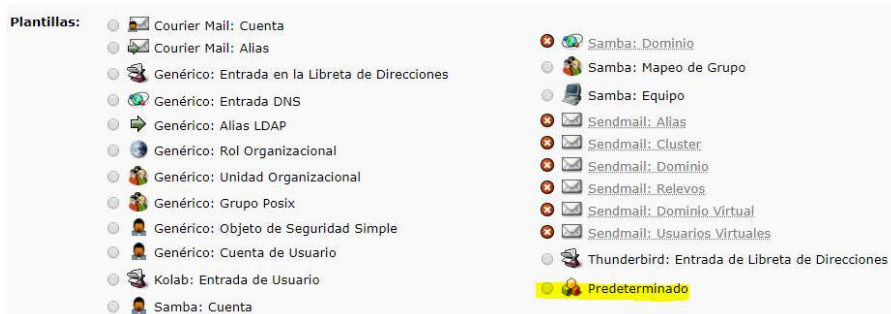 Plantillas:
Courier Mail: Cuenta
Courier Mail: Alias
Genérico: Entrada en la Libreta de Direcciones
Genérico: Entrada DNS
Genérico: Alias LDAP
Genérico: Rol Organizacional
Genérico: Unidad Organizacional
Genérico: Grupo Posix
Genérico: Objeto de Seguridad Simple
Genérico: Cuenta de Usuario
Kolab: Entrada de Usuario
Samba: Cuenta
Samba: Dominio
Samba: Mapeo de Grupo
Samba: Equipo
Sendmail: Alias
Sendmail: Cluster
Sendmail: Dominio
Sendmail: Relevos
Sendmail: Dominio Virtual
Sendmail: Usuarios Virtuales
Thunderbird: Entrada de Libreta de Direcciones
Predeterminado